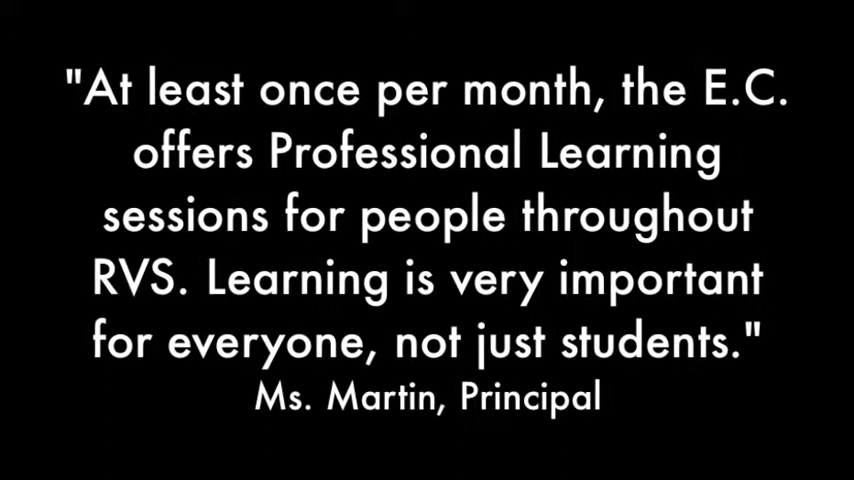 "At least once per month, the E.C.
offers Professional Learning
sessions for people throughout
RVS. Learning is very important
for everyone, not just students."
Ms. Martin, Principal